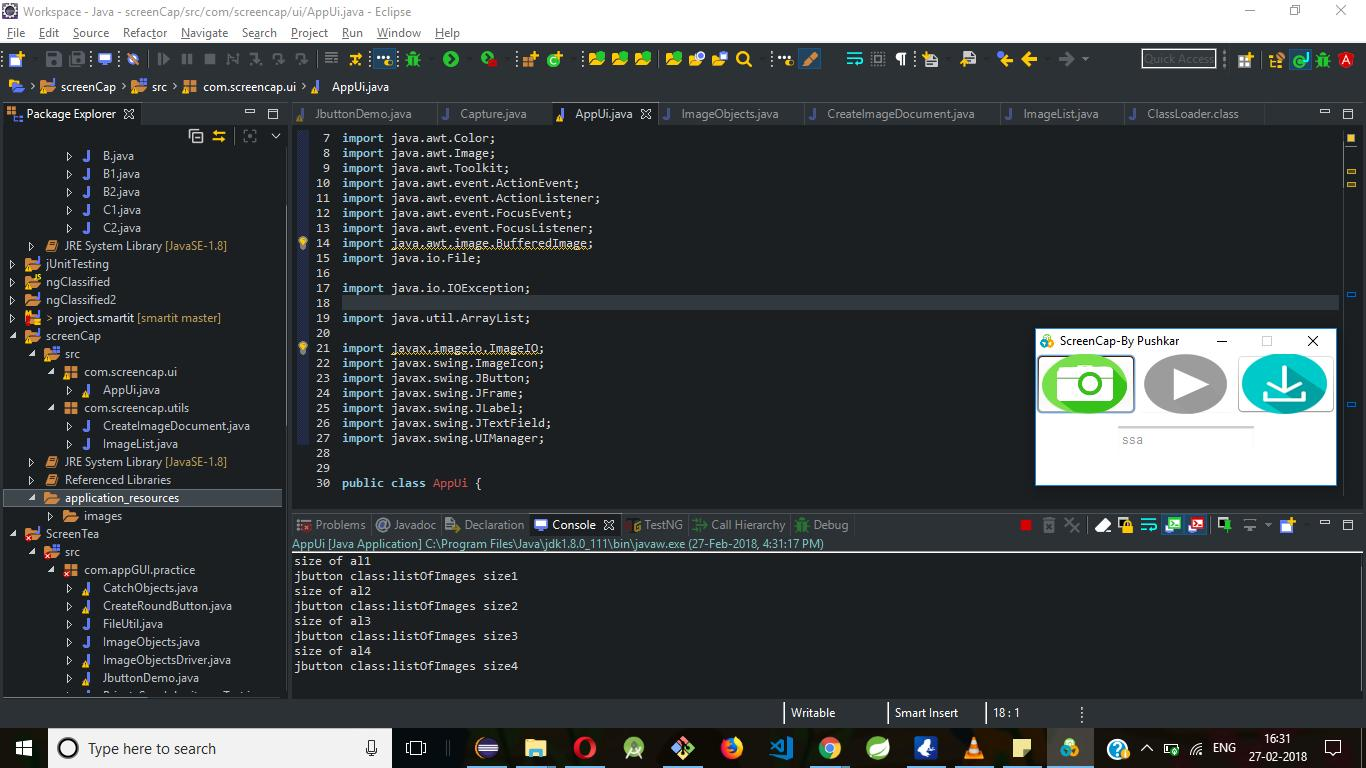 Workspace - Java - screenCap/src/com/screencap/ui/AppUi.java - Eclipse
File Edit Source Refactor Navigate Search Project Run Window Help
Quick Access
screenCap src com.screencap.ui AppUi.java
Package Explorer
B.java
B1.java
B2.java
C1.java
C2.java
JRE System Library [JavaSE-1.8]
jUnitTesting
ngClassified
ngClassified2
> project.smartit [smartit master]
screenCap
src
com.screencap.ui
AppUi.java
com.screencap.utils
CreateImageDocument.java
ImageList.java
JRE System Library [JavaSE-1.8]
Referenced Libraries
application_resources
images
ScreenTea
src
com.appGUI.practice
CatchObjects.java
CreateRoundButton.java
FileUtil.java
ImageObjects.java
ImageObjectsDriver.java
JbuttonDemo.java
JbuttonDemo.java Capture.java AppUi.java ImageObjects.java CreateImageDocument.java ImageList.java ClassLoader.class
7 import java.awt.Color;
8 import java.awt.Image;
9 import java.awt.Toolkit;
10 import java.awt.event.ActionEvent;
11 import java.awt.event.ActionListener;
12 import java.awt.event.FocusEvent;
13 import java.awt.event.FocusListener;
14 import java.awt.image.BufferedImage;
15 import java.io.File;
16
17 import java.io.IOException;
18
19 import java.util.ArrayList;
20
21 import javax.imageio.ImageIO;
22 import javax.swing.ImageIcon;
23 import javax.swing.JButton;
24 import javax.swing.JFrame;
25 import javax.swing.JLabel;
26 import javax.swing.JTextField;
27 import javax.swing.UIManager;
28
29
30 public class AppUi {
ScreenCap-By Pushkar
ssa
Problems Javadoc Declaration Console TestNG Call Hierarchy Debug
AppUi [Java Application] C:\Program Files\Java\jdk1.8.0_111\bin\javaw.exe (27-Feb-2018, 4:31:17 PM)
size of al1
jbutton class:listOfImages size1
size of al2
jbutton class:listOfImages size2
size of al3
jbutton class:listOfImages size3
size of al4
jbutton class:listOfImages size4
Writable Smart Insert 18 : 1
Type here to search
ENG
16:31
27-02-2018